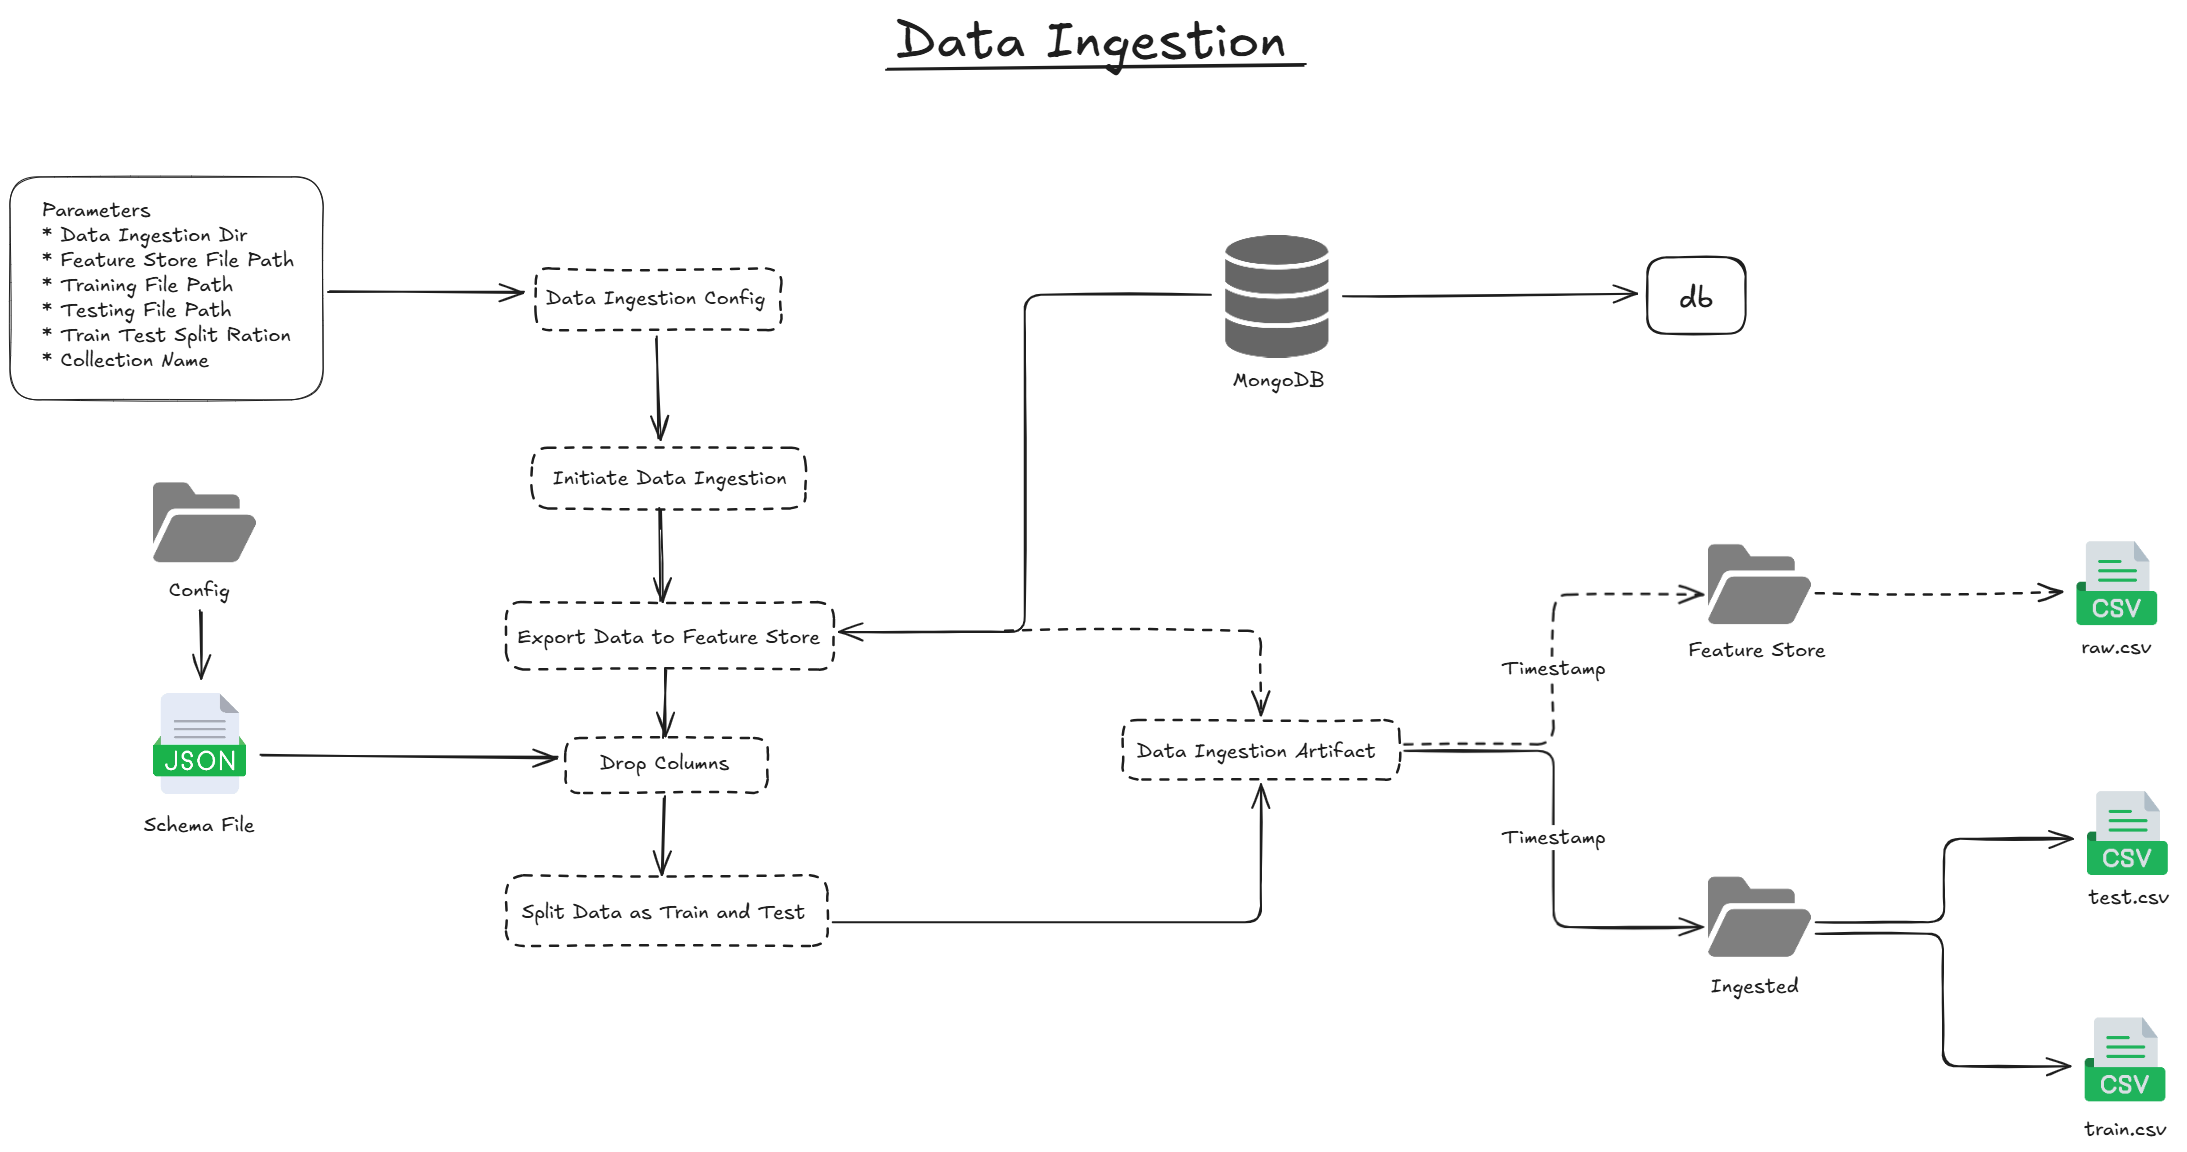 Data Ingestion
Parameters
* Data Ingestion Dir
* Feature Store File Path
* Training File Path
* Testing File Path
* Train Test Split Ration
* Collection Name
Data Ingestion Config
MongoDB
db
Initiate Data Ingestion
Config
Export Data to Feature Store
Feature Store
CSV
raw.csv
Timestamp
JSON
Schema File
Drop Columns
Data Ingestion Artifact
Timestamp
CSV
test.csv
Split Data as Train and Test
Ingested
CSV
train.csv